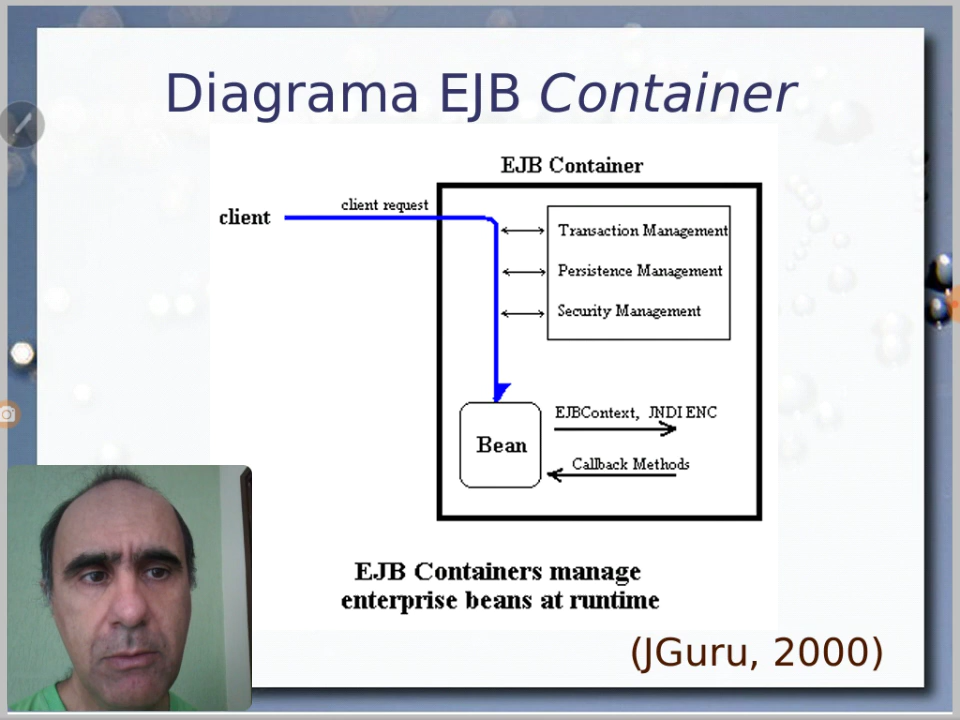 Diagrama EJB Container
EJB Container
client
client request
Transaction Management
Persistence Management
Security Management
Bean
EJBContext, JNDI ENC
Callback Methods
EJB Containers manage
enterprise beans at runtime
(JGuru, 2000)